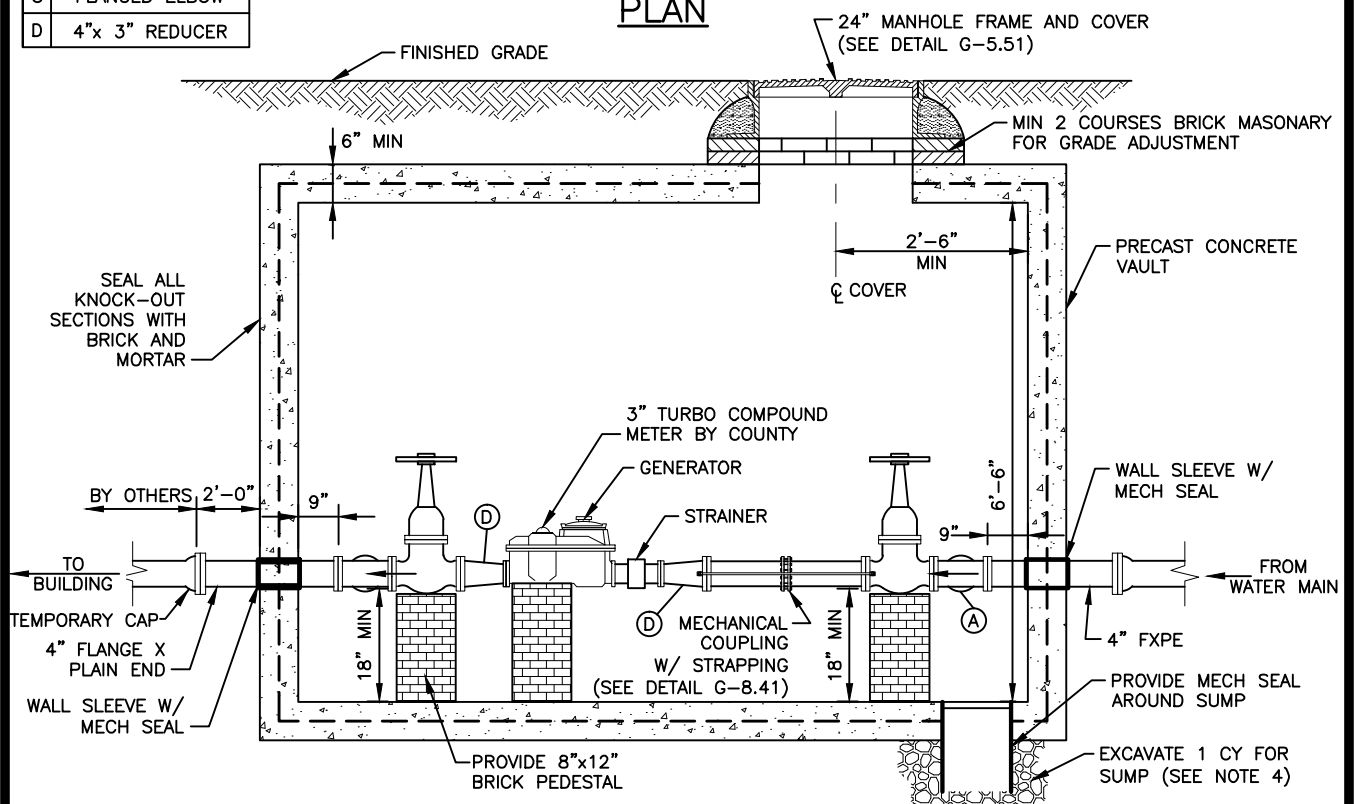 PLAN
D 4"x 3" REDUCER
FINISHED GRADE
24" MANHOLE FRAME AND COVER
(SEE DETAIL G-5.51)
6" MIN
MIN 2 COURSES BRICK MASONARY
FOR GRADE ADJUSTMENT
2'-6"
MIN
PRECAST CONCRETE
VAULT
SEAL ALL
KNOCK-OUT
SECTIONS WITH
BRICK AND
MORTAR
℄ COVER
3" TURBO COMPOUND
METER BY COUNTY
GENERATOR
STRAINER
6'-6"
WALL SLEEVE W/
MECH SEAL
BY OTHERS
2'-0"
9"
D
9"
TO
BUILDING
FROM
WATER MAIN
TEMPORARY CAP
4" FLANGE X
PLAIN END
WALL SLEEVE W/
MECH SEAL
18" MIN
D
MECHANICAL
COUPLING
W/ STRAPPING
(SEE DETAIL G-8.41)
18" MIN
A
4" FXPE
PROVIDE MECH SEAL
AROUND SUMP
PROVIDE 8"x12"
BRICK PEDESTAL
EXCAVATE 1 CY FOR
SUMP (SEE NOTE 4)